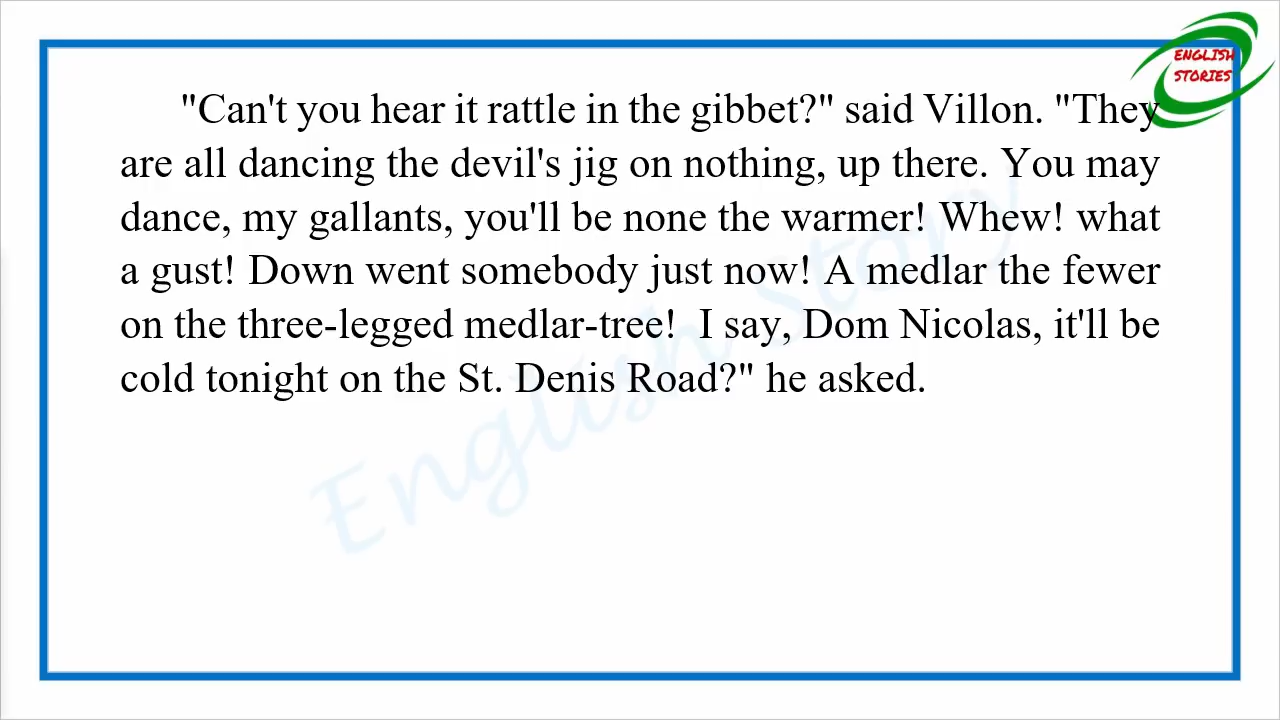 ENGLISH
STORIES
"Can't you hear it rattle in the gibbet?" said Villon. "They
are all dancing the devil's jig on nothing, up there. You may
dance, my gallants, you'll be none the warmer! Whew! what
a gust! Down went somebody just now! A medlar the fewer
on the three-legged medlar-tree!  I say, Dom Nicolas, it'll be
cold tonight on the St. Denis Road?" he asked.
English Story